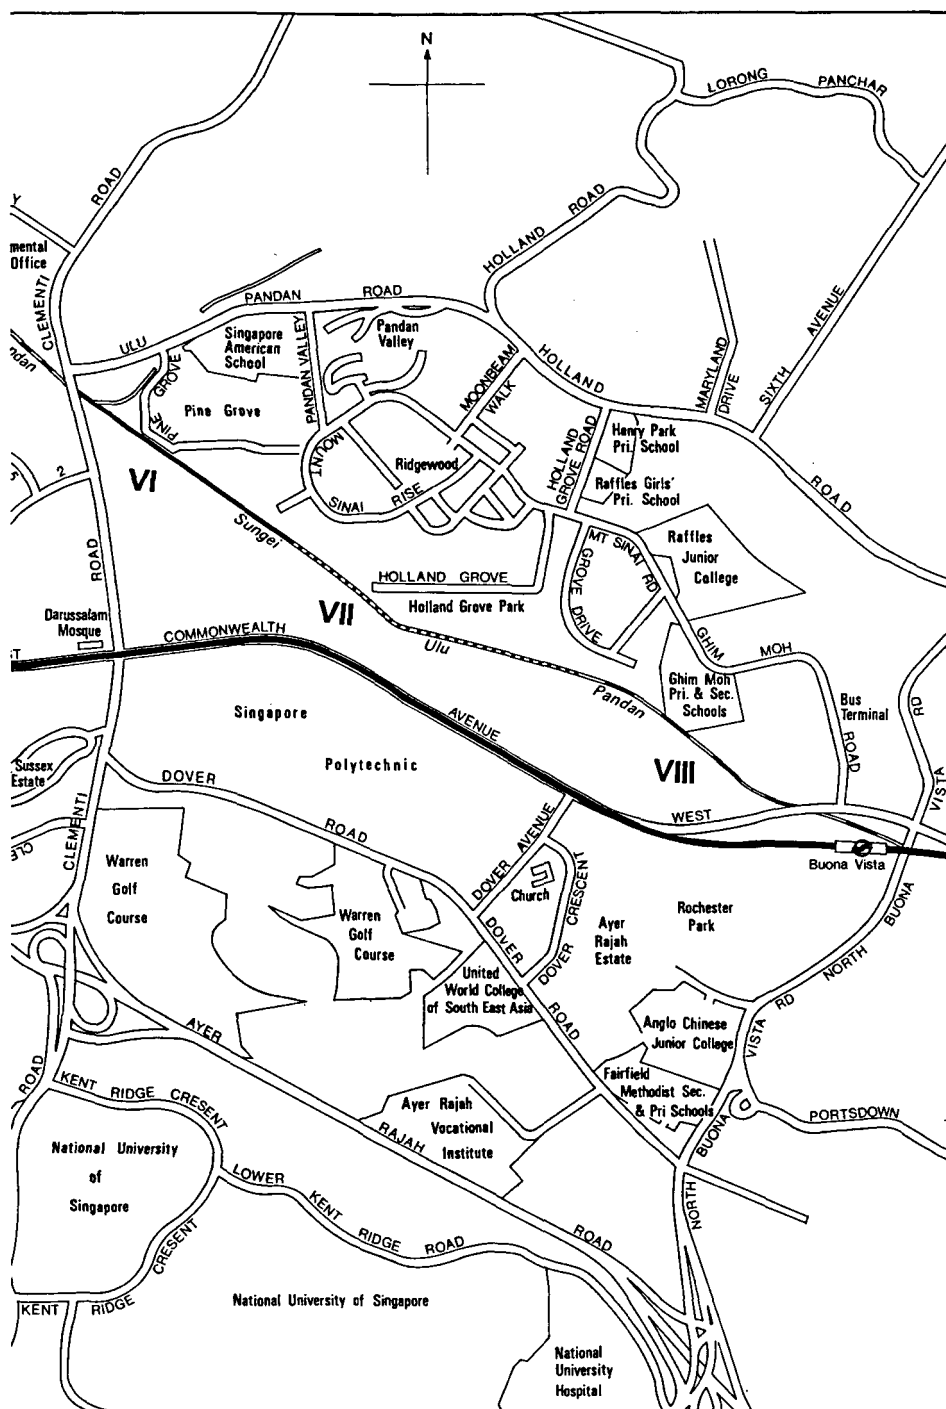 N
LORONG PANCHAR
ROAD
Y
mental
Office
CLEMENTI
HOLLAND ROAD
ULU PANDAN ROAD
SIXTH AVENUE
MARYLAND
DRIVE
Singapore
American
School
PANDAN VALLEY
Pandan
Valley
MOONBEAM
WALK
HOLLAND
ROAD
ndan
PINE GROVE
Pine Grove
HOLLAND
GROVE ROAD
Henry Park
Pri. School
Raffles Girls'
Pri. School
MOUNT
SINAI RISE
Ridgewood
VI
5
2
ROAD
Sungei
MT SINAI RD
Raffles
Junior
College
HOLLAND GROVE
Holland Grove Park
GROVE DRIVE
GHIM
MOH
ROAD
VII
Darussalam
Mosque
ST
COMMONWEALTH
AVENUE
WEST
Ulu
Pandan
Ghim Moh
Pri. & Sec.
Schools
Bus
Terminal
RD
VISTA
Singapore
Polytechnic
VIII
Sussex
Estate
DOVER
ROAD
CLEMENTI
CLE
Buona Vista
Warren
Golf
Course
Warren
Golf
Course
DOVER AVENUE
Church
DOVER CRESCENT
DOVER
ROAD
Ayer
Rajah
Estate
Rochester
Park
BUONA
NORTH
RD
VISTA
United
World College
of South East Asia
Anglo Chinese
Junior College
AYER
RAJAH
ROAD
Fairfield
Methodist Sec.
& Pri Schools
BUONA
NORTH
PORTSDOWN
ROAD
KENT RIDGE CRESENT
Ayer Rajah
Vocational
Institute
National University
of
Singapore
LOWER
KENT
RIDGE ROAD
KENT RIDGE CRESENT
National University of Singapore
National
University
Hospital